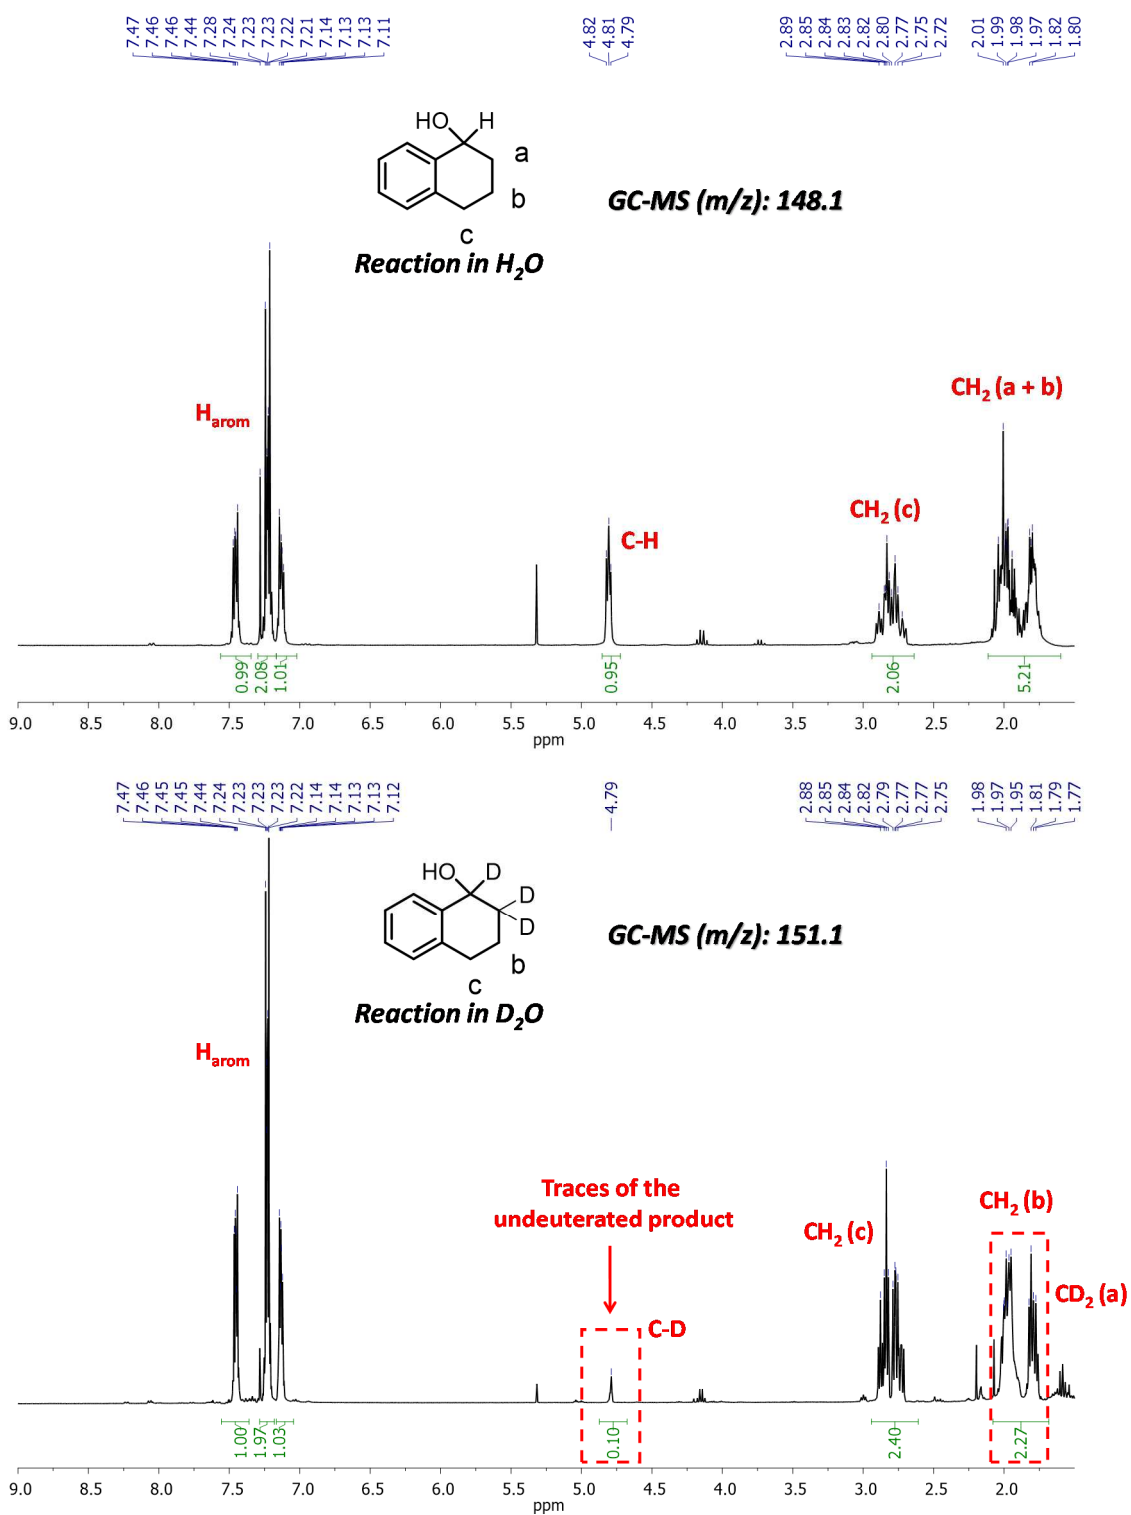 7.47 7.46 7.46 7.44 7.28 7.24 7.23 7.23 7.22 7.21 7.14 7.13 7.13 7.11 4.82 4.81 4.79 2.89 2.85 2.84 2.83 2.82 2.80 2.77 2.75 2.72 2.01 1.99 1.98 1.97 1.82 1.80
HO H
a
b
c
GC-MS (m/z): 148.1
Reaction in H2O
CH2 (a + b)
Harom
CH2 (c)
C-H
0.99 2.08 1.01 0.95 2.06 5.21
9.0 8.5 8.0 7.5 7.0 6.5 6.0 5.5 5.0 4.5 4.0 3.5 3.0 2.5 2.0
ppm
7.47 7.46 7.45 7.45 7.44 7.24 7.23 7.23 7.23 7.22 7.14 7.14 7.13 7.13 7.12 4.79 2.88 2.85 2.84 2.82 2.79 2.77 2.77 2.75 1.98 1.97 1.95 1.81 1.79 1.77
HO D
D
D
b
c
GC-MS (m/z): 151.1
Reaction in D2O
Harom
Traces of the
undeuterated product
CH2 (b)
CH2 (c)
CD2 (a)
C-D
1.00 1.97 1.03 0.10 2.40 2.27
9.0 8.5 8.0 7.5 7.0 6.5 6.0 5.5 5.0 4.5 4.0 3.5 3.0 2.5 2.0
ppm